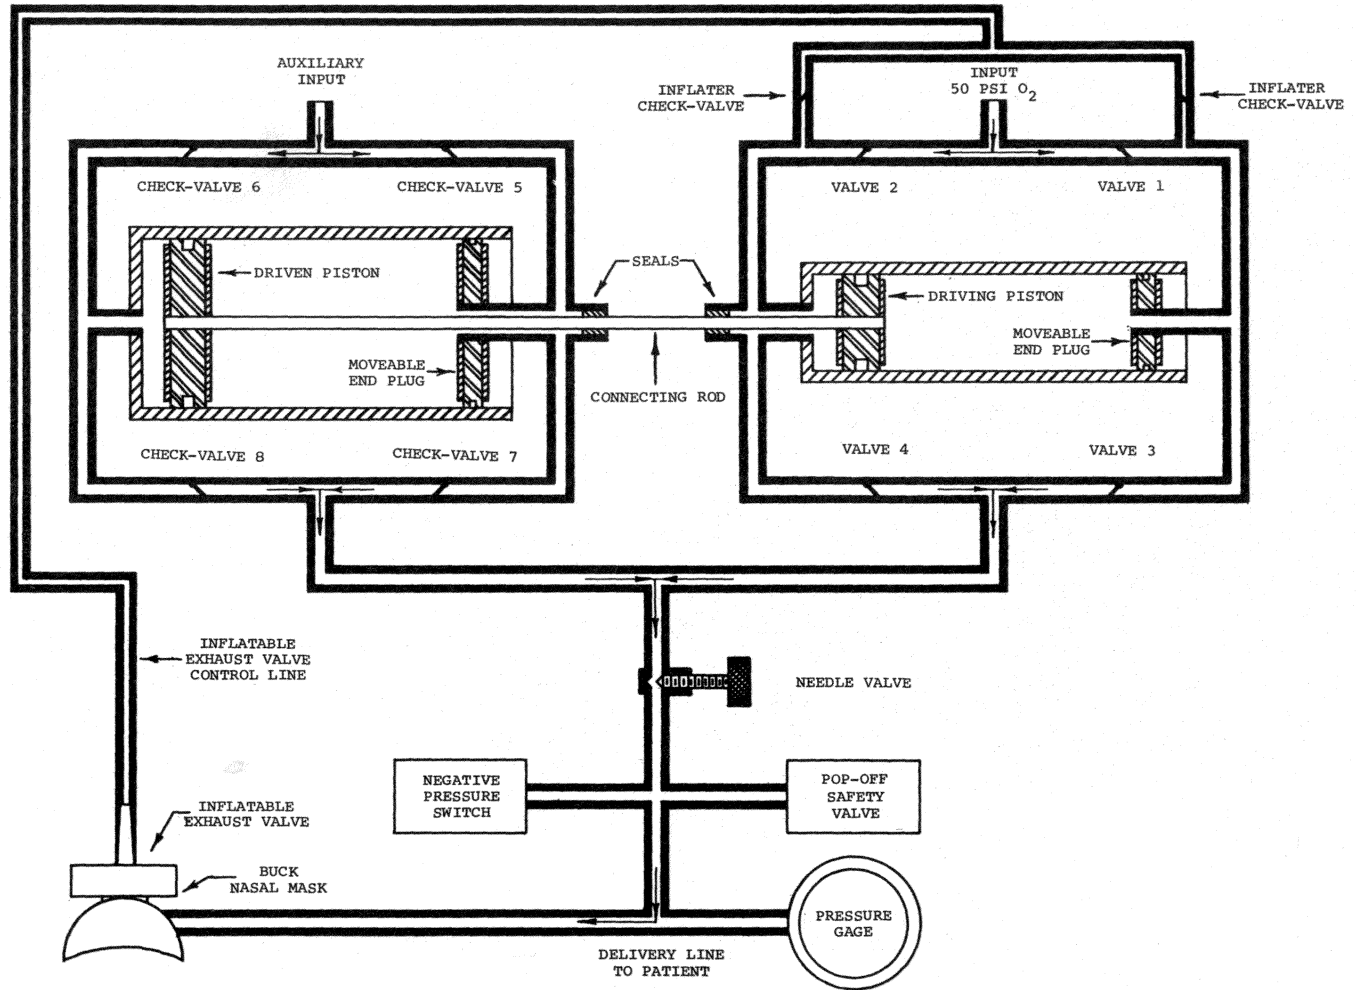 AUXILIARY
INPUT
INPUT
50 PSI O2
INFLATER
CHECK-VALVE
INFLATER
CHECK-VALVE
CHECK-VALVE 6
CHECK-VALVE 5
VALVE 2
VALVE 1
DRIVEN PISTON
SEALS
DRIVING PISTON
MOVEABLE
END PLUG
MOVEABLE
END PLUG
CONNECTING ROD
CHECK-VALVE 8
CHECK-VALVE 7
VALVE 4
VALVE 3
INFLATABLE
EXHAUST VALVE
CONTROL LINE
NEEDLE VALVE
NEGATIVE
PRESSURE
SWITCH
POP-OFF
SAFETY
VALVE
INFLATABLE
EXHAUST VALVE
BUCK
NASAL MASK
PRESSURE
GAGE
DELIVERY LINE
TO PATIENT